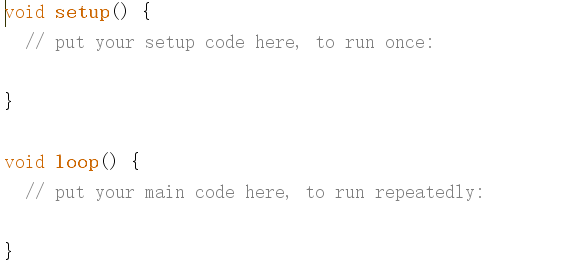 void setup() {
  // put your setup code here, to run once:

}

void loop() {
  // put your main code here, to run repeatedly:

}